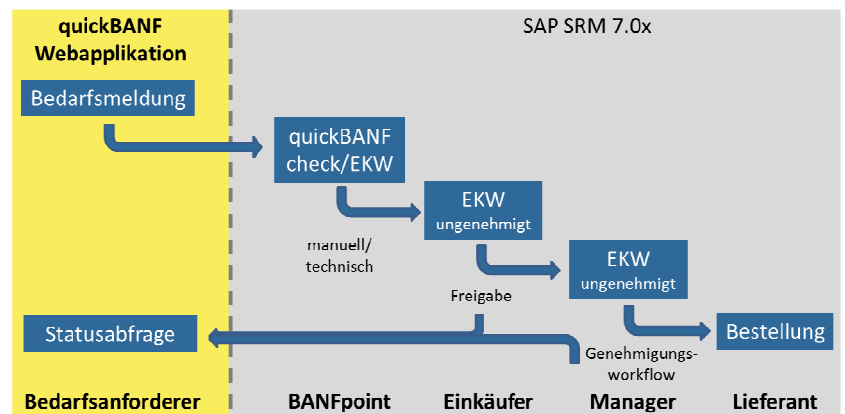 quickBANF
Webapplikation
SAP SRM 7.0x
Bedarfsmeldung
quickBANF
check/EKW
EKW
ungenehmigt
manuell/
technisch
EKW
ungenehmigt
Freigabe
Statusabfrage
Bestellung
Genehmigungs-
workflow
Bedarfsanforderer
BANFpoint
Einkäufer
Manager
Lieferant